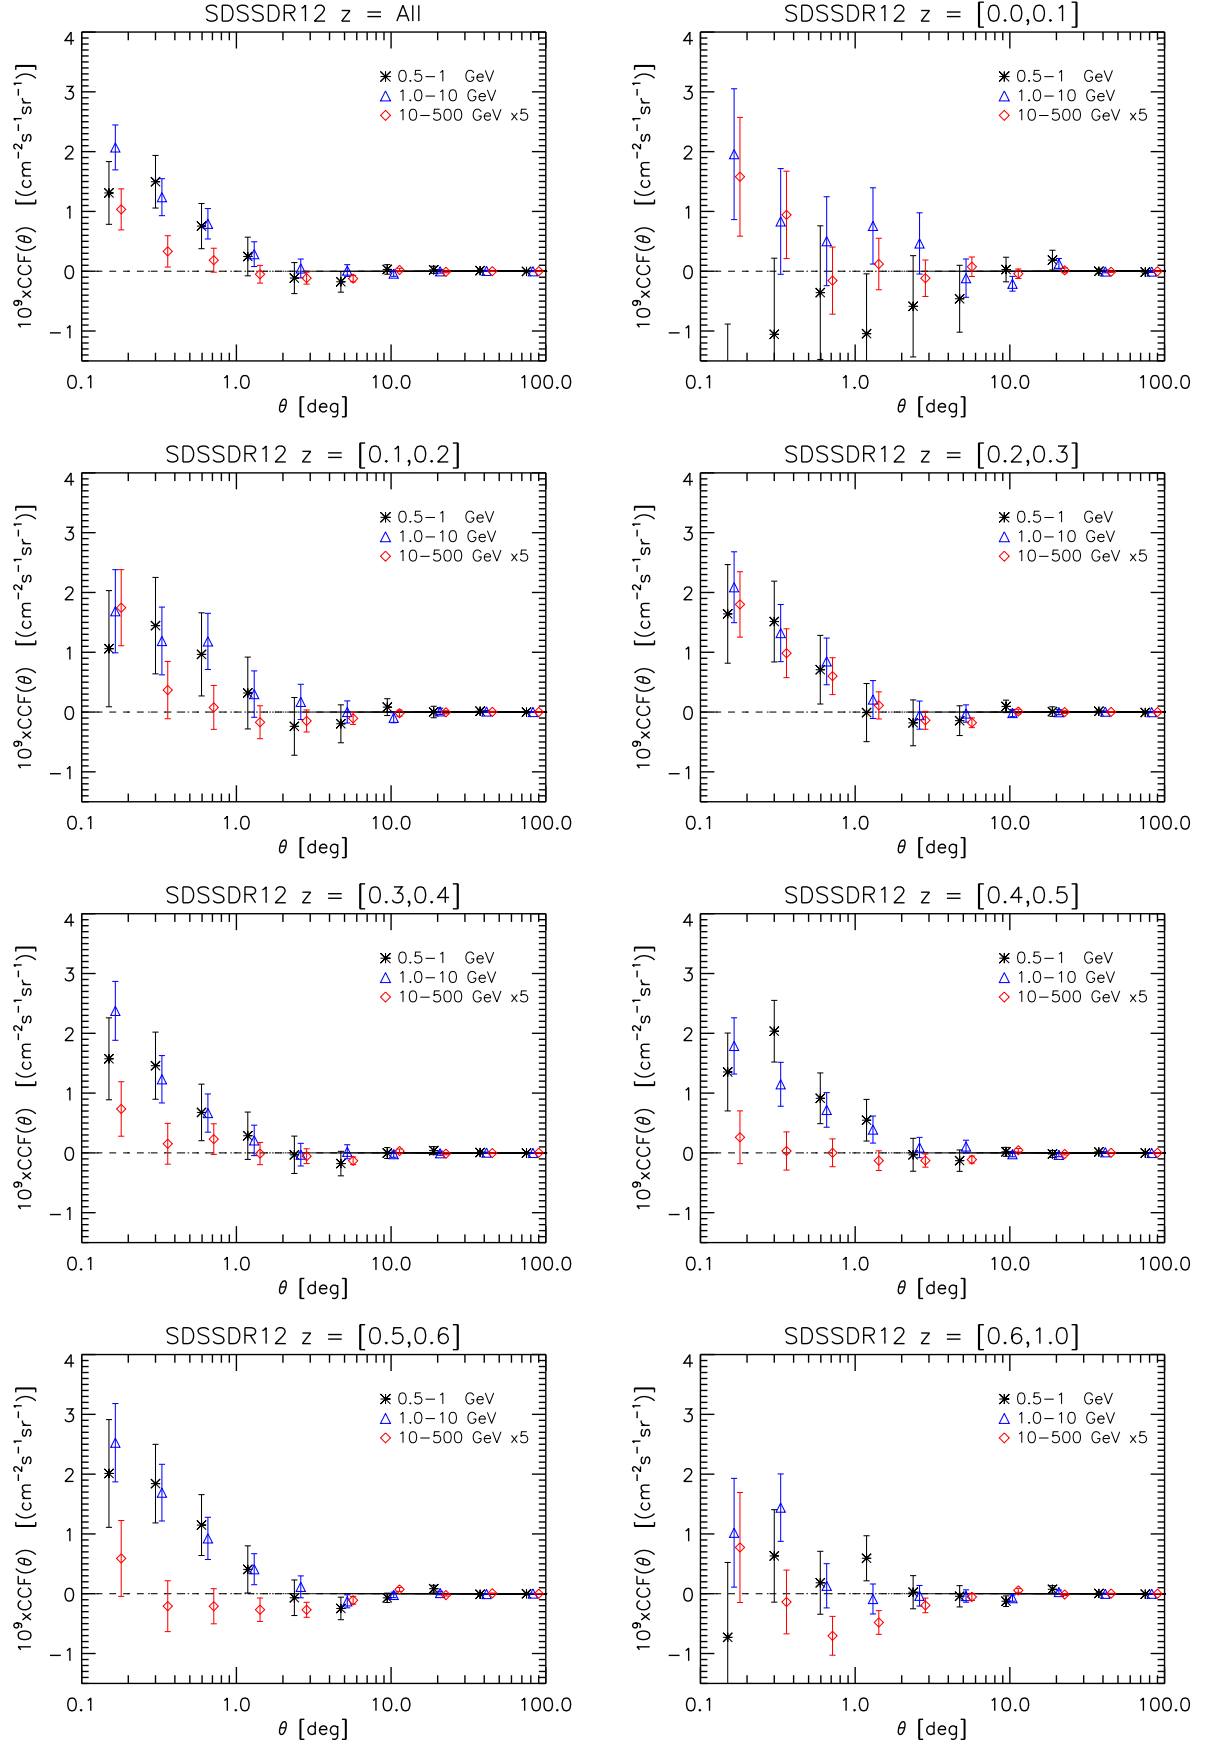 SDSSDR12 z = All
4
3
2
1
0
−1
10⁹xCCF(θ) [(cm⁻²s⁻¹sr⁻¹)]
0.5−1 GeV
1.0−10 GeV
10−500 GeV x5
0.1 1.0 10.0 100.0
θ [deg]
SDSSDR12 z = [0.0,0.1]
4
3
2
1
0
−1
10⁹xCCF(θ) [(cm⁻²s⁻¹sr⁻¹)]
0.5−1 GeV
1.0−10 GeV
10−500 GeV x5
0.1 1.0 10.0 100.0
θ [deg]
SDSSDR12 z = [0.1,0.2]
4
3
2
1
0
−1
10⁹xCCF(θ) [(cm⁻²s⁻¹sr⁻¹)]
0.5−1 GeV
1.0−10 GeV
10−500 GeV x5
0.1 1.0 10.0 100.0
θ [deg]
SDSSDR12 z = [0.2,0.3]
4
3
2
1
0
−1
10⁹xCCF(θ) [(cm⁻²s⁻¹sr⁻¹)]
0.5−1 GeV
1.0−10 GeV
10−500 GeV x5
0.1 1.0 10.0 100.0
θ [deg]
SDSSDR12 z = [0.3,0.4]
4
3
2
1
0
−1
10⁹xCCF(θ) [(cm⁻²s⁻¹sr⁻¹)]
0.5−1 GeV
1.0−10 GeV
10−500 GeV x5
0.1 1.0 10.0 100.0
θ [deg]
SDSSDR12 z = [0.4,0.5]
4
3
2
1
0
−1
10⁹xCCF(θ) [(cm⁻²s⁻¹sr⁻¹)]
0.5−1 GeV
1.0−10 GeV
10−500 GeV x5
0.1 1.0 10.0 100.0
θ [deg]
SDSSDR12 z = [0.5,0.6]
4
3
2
1
0
−1
10⁹xCCF(θ) [(cm⁻²s⁻¹sr⁻¹)]
0.5−1 GeV
1.0−10 GeV
10−500 GeV x5
0.1 1.0 10.0 100.0
θ [deg]
SDSSDR12 z = [0.6,1.0]
4
3
2
1
0
−1
10⁹xCCF(θ) [(cm⁻²s⁻¹sr⁻¹)]
0.5−1 GeV
1.0−10 GeV
10−500 GeV x5
0.1 1.0 10.0 100.0
θ [deg]